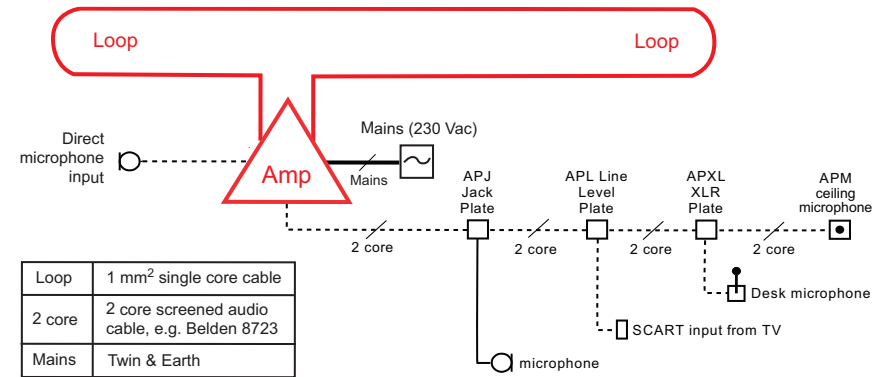 Loop
Loop
Direct
microphone
input
Mains (230 Vac)
Mains
Amp
APJ
Jack
Plate
APL Line
Level
Plate
APXL
XLR
Plate
APM
ceiling
microphone
2 core
2 core
2 core
2 core
Desk microphone
SCART input from TV
microphone
Loop 1 mm² single core cable
2 core 2 core screened audio
cable, e.g. Belden 8723
Mains Twin & Earth